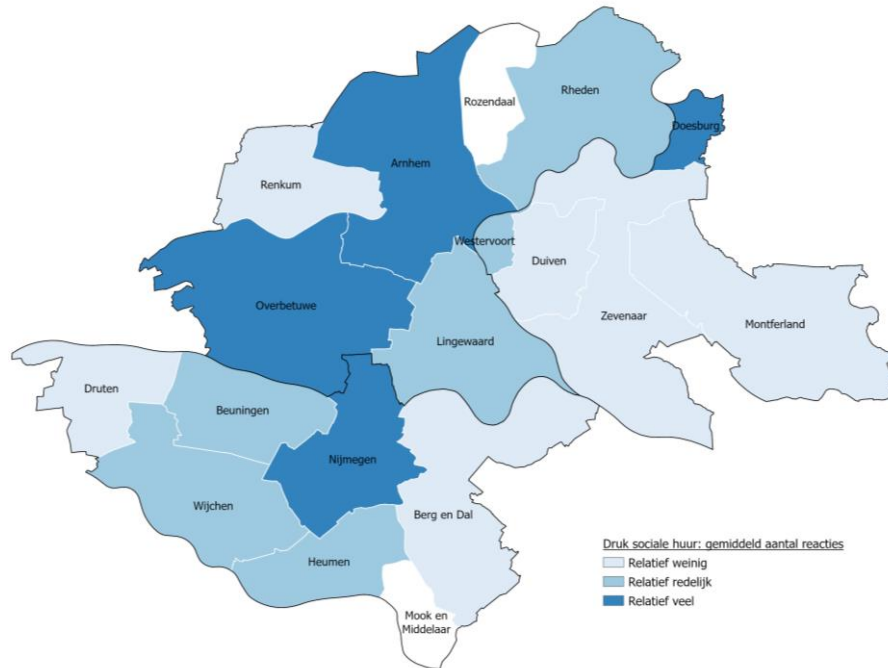 Rozendaal
Rheden
Doesburg
Arnhem
Renkum
Westervoort
Duiven
Overbetuwe
Zevenaar
Montferland
Lingewaard
Druten
Beuningen
Nijmegen
Wijchen
Berg en Dal
Heumen
Mook en
Middelaar
Druk sociale huur: gemiddeld aantal reacties
Relatief weinig
Relatief redelijk
Relatief veel